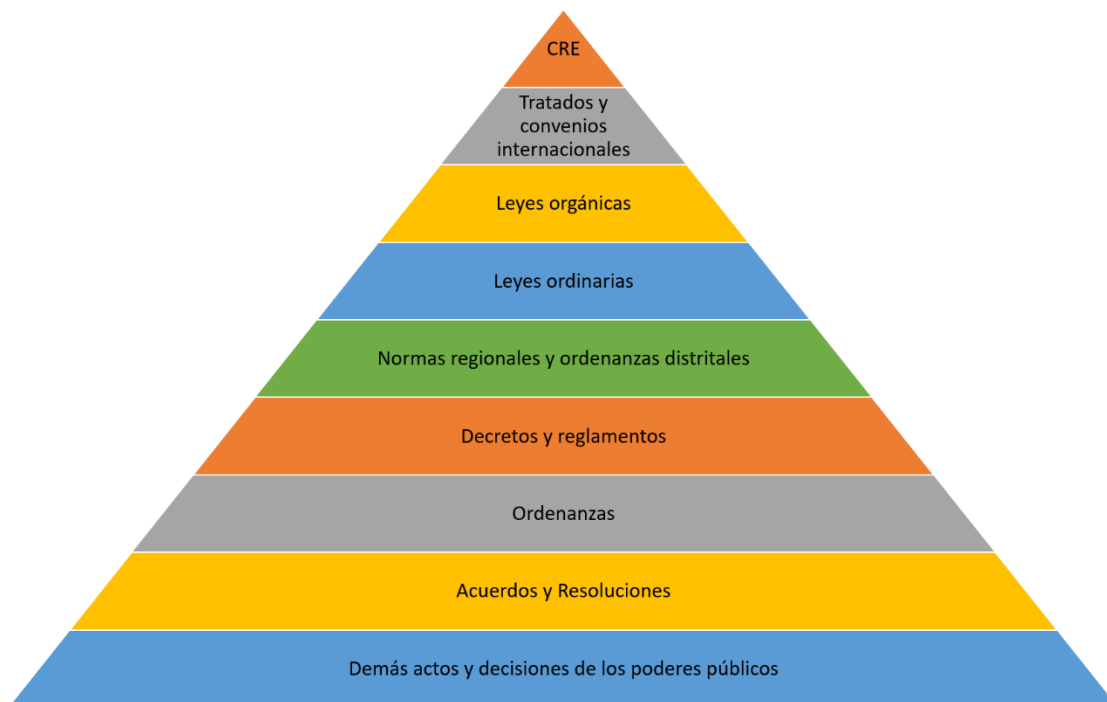 CRE
Tratados y
convenios
internacionales
Leyes orgánicas
Leyes ordinarias
Normas regionales y ordenanzas distritales
Decretos y reglamentos
Ordenanzas
Acuerdos y Resoluciones
Demás actos y decisiones de los poderes públicos